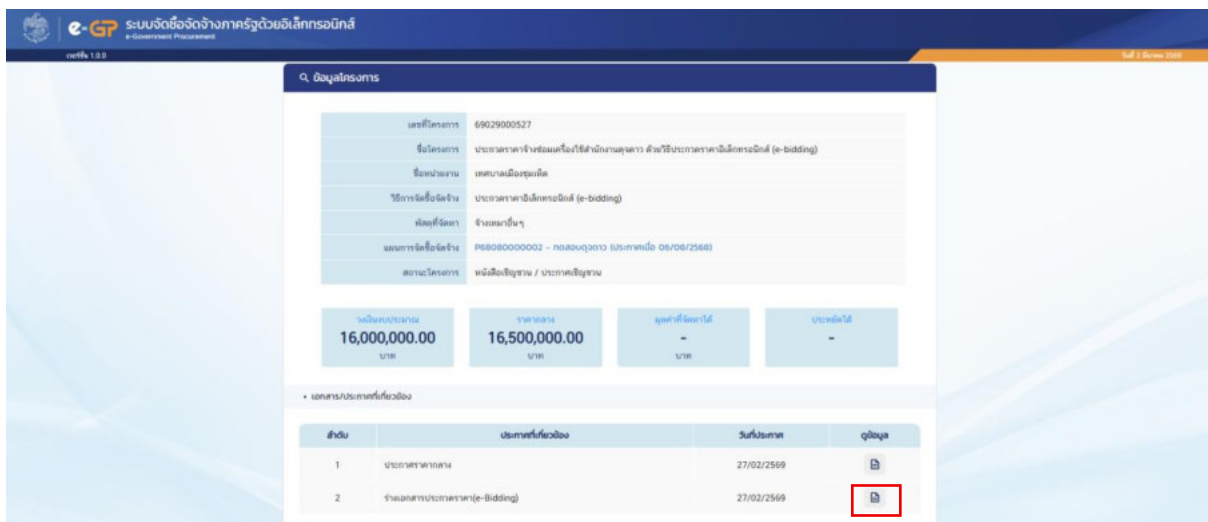 e-GP ระบบจัดซื้อจัดจ้างภาครัฐด้วยอิเล็กทรอนิกส์
e-Government Procurement
เวอร์ชั่น 1.0.0
วันที่ 2 มีนาคม 2569
ข้อมูลโครงการ
เลขที่โครงการ 69029000527
ชื่อโครงการ ประกวดราคาจ้างซ่อมเครื่องใช้สำนักงานดุจดาว ด้วยวิธีประกวดราคาอิเล็กทรอนิกส์ (e-bidding)
ชื่อหน่วยงาน เทศบาลเมืองชุมเห็ด
วิธีการจัดซื้อจัดจ้าง ประกวดราคาอิเล็กทรอนิกส์ (e-bidding)
พัสดุที่จัดหา จ้างเหมาอื่นๆ
แผนการจัดซื้อจัดจ้าง P68080000002 - ทดสอบดุจดาว (ประกาศเมื่อ 06/08/2568)
สถานะโครงการ หนังสือเชิญชวน / ประกาศเชิญชวน
วงเงินงบประมาณ ราคากลาง มูลค่าที่จัดหาได้ ประหยัดได้
16,000,000.00 16,500,000.00 - -
บาท บาท บาท
• เอกสาร/ประกาศที่เกี่ยวข้อง
ลำดับ ประกาศที่เกี่ยวข้อง วันที่ประกาศ ดูข้อมูล
1 ประกาศราคากลาง 27/02/2569
2 ร่างเอกสารประกวดราคา(e-Bidding) 27/02/2569